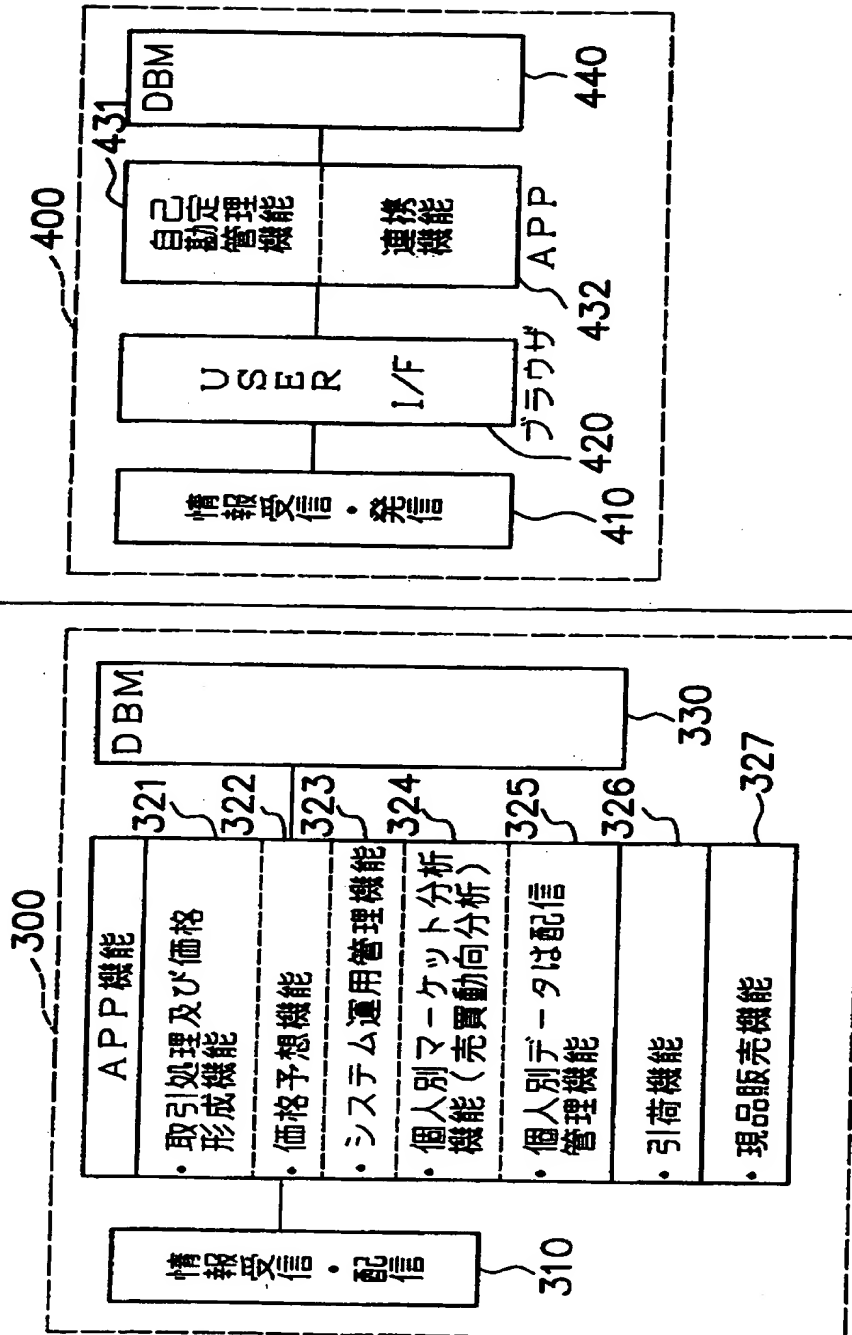 300
APP機能
・取引処理及び価格
形成機能
・価格予想機能
・システム運用管理機能
・個人別マーケット分析
機能(売買動向分析)
・個人別データは配信
管理機能
・引荷機能
・現品販売機能
情報受信・配信
310
DBM
321
322
323
324
325
326
327
330
400
情報受信・発信
410
USER
I/F
ブラウザ
420
自己
勘定
管理
機能
431
連携
機能
APP
432
DBM
440